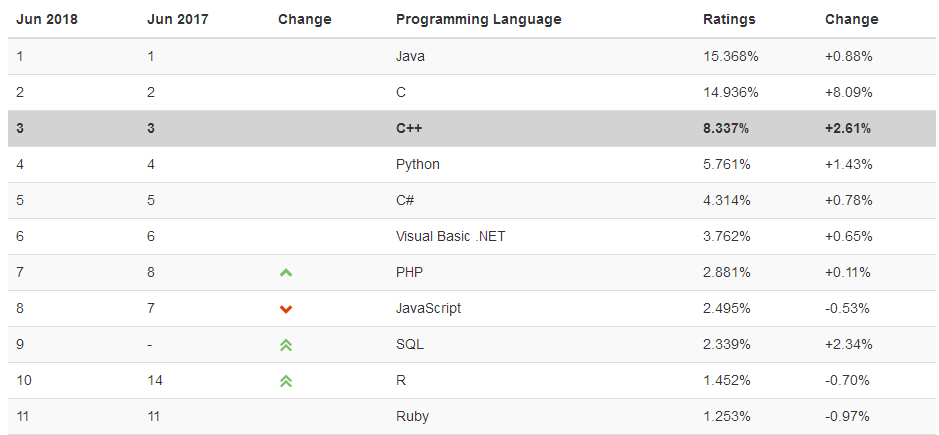 Jun 2018 Jun 2017 Change Programming Language Ratings Change
1 1 Java 15.368% +0.88%
2 2 C 14.936% +8.09%
3 3 C++ 8.337% +2.61%
4 4 Python 5.761% +1.43%
5 5 C# 4.314% +0.78%
6 6 Visual Basic .NET 3.762% +0.65%
7 8 PHP 2.881% +0.11%
8 7 JavaScript 2.495% -0.53%
9 - SQL 2.339% +2.34%
10 14 R 1.452% -0.70%
11 11 Ruby 1.253% -0.97%